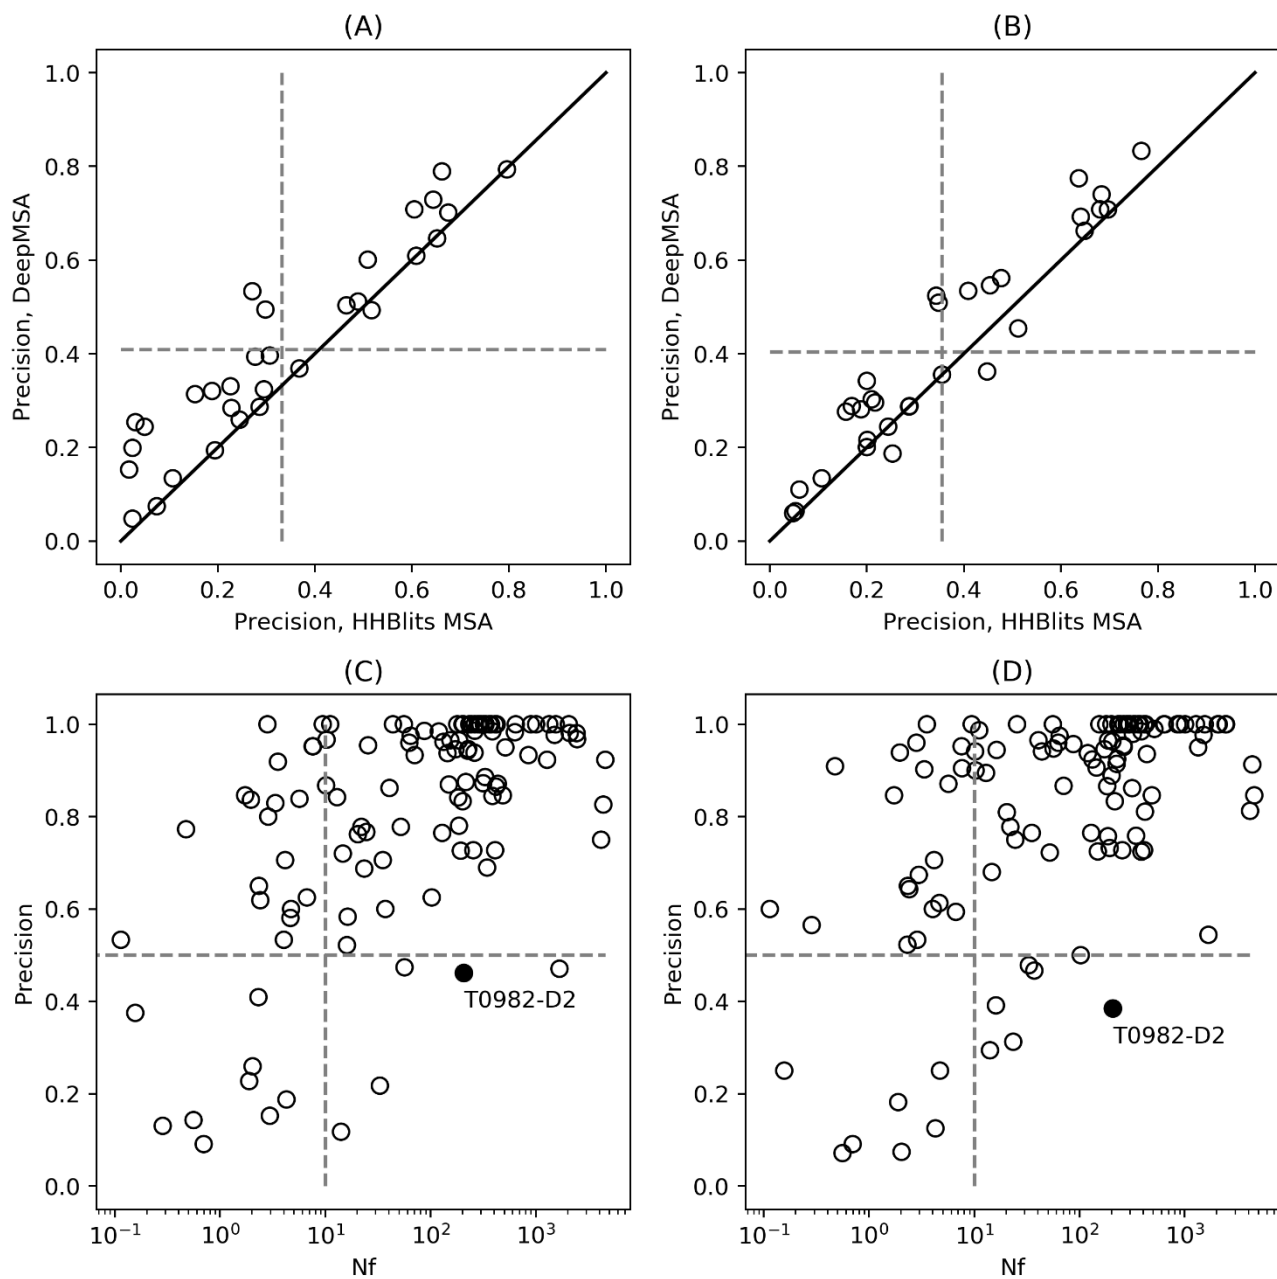 (A)
(B)
1.0
0.8
0.6
0.4
0.2
0.0
Precision, DeepMSA
0.0 0.2 0.4 0.6 0.8 1.0
Precision, HHBlits MSA
1.0
0.8
0.6
0.4
0.2
0.0
Precision, DeepMSA
0.0 0.2 0.4 0.6 0.8 1.0
Precision, HHBlits MSA
(C)
(D)
1.0
0.8
0.6
0.4
0.2
0.0
Precision
T0982-D2
10⁻¹ 10⁰ 10¹ 10² 10³
Nf
1.0
0.8
0.6
0.4
0.2
0.0
Precision
T0982-D2
10⁻¹ 10⁰ 10¹ 10² 10³
Nf